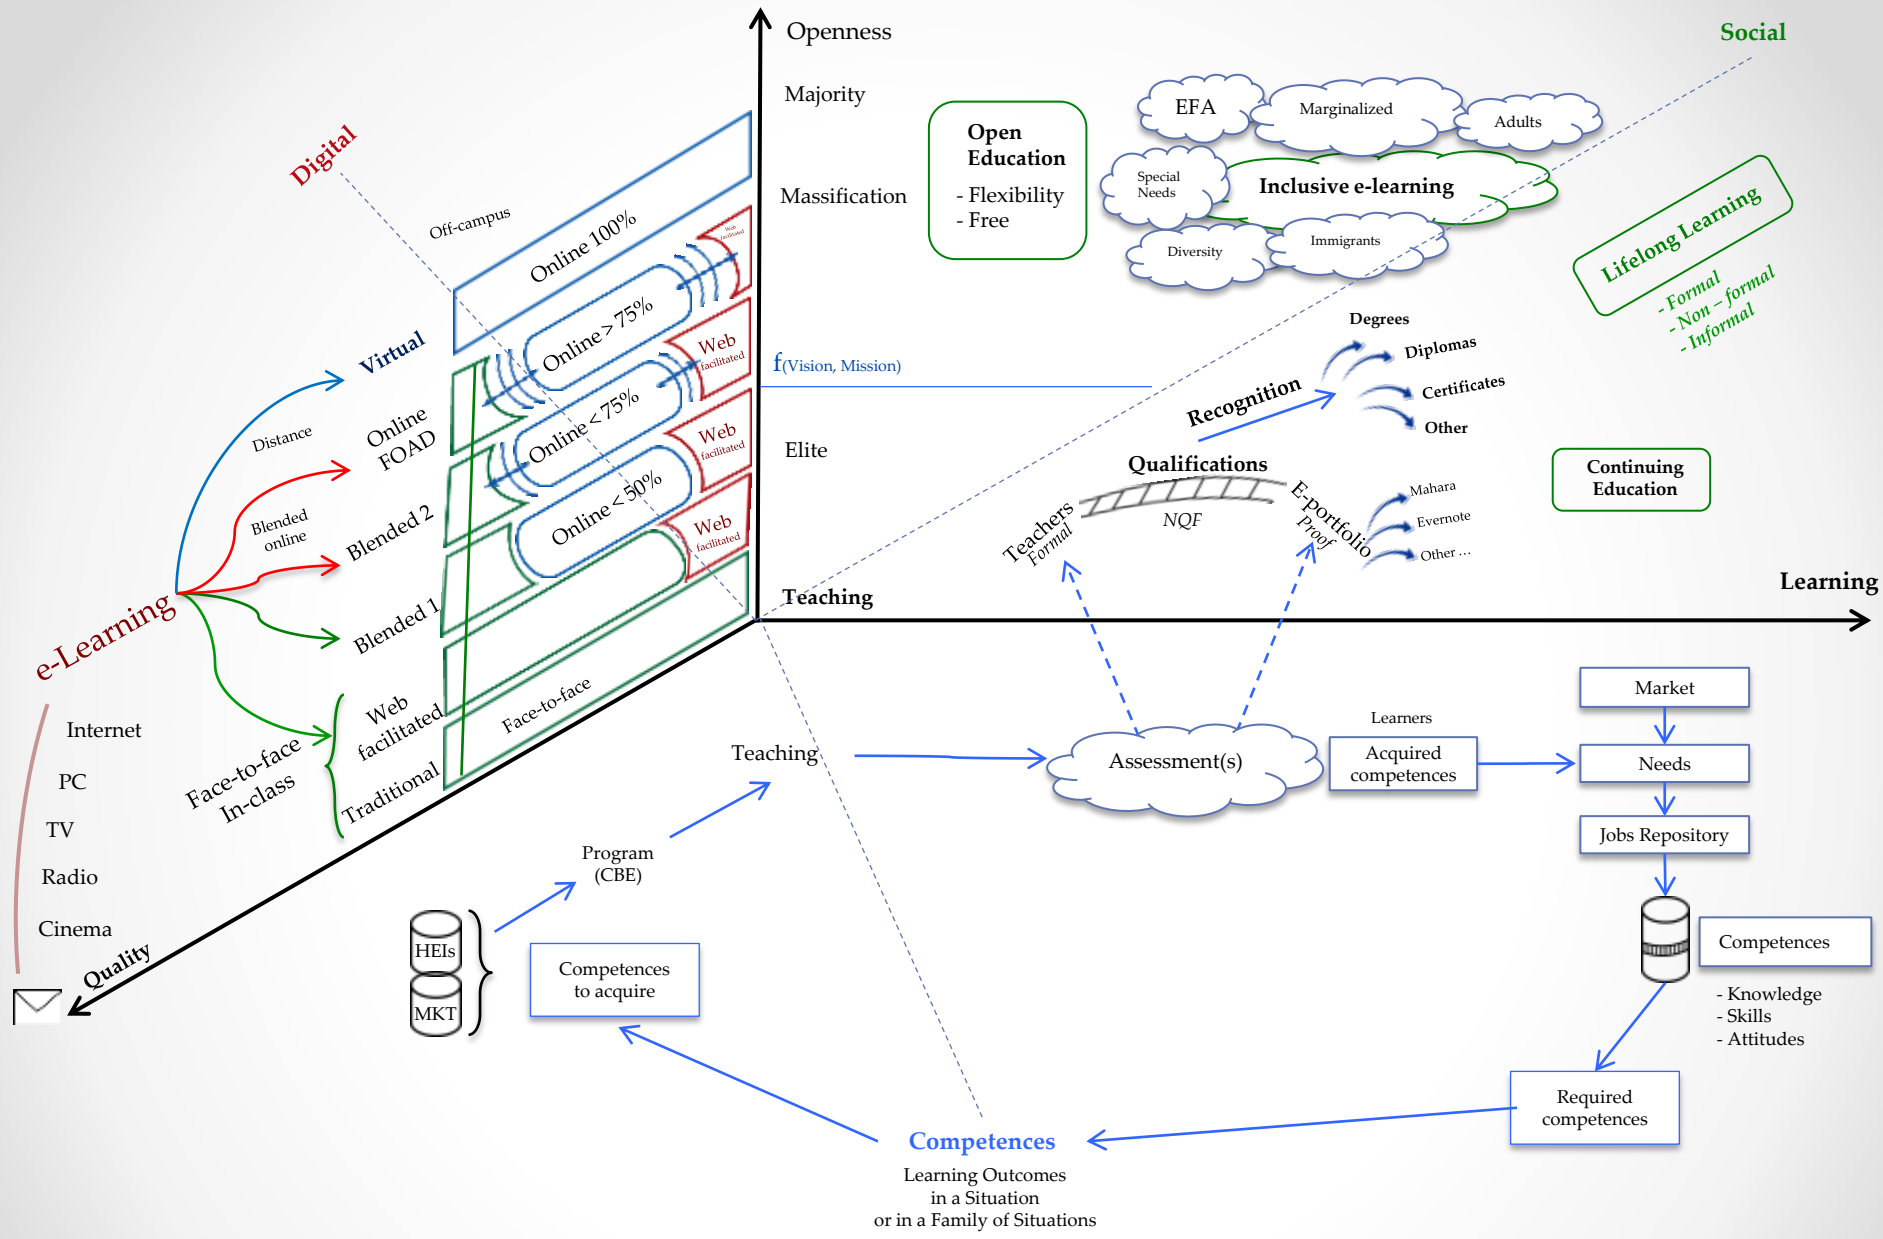 Openness
Majority
Massification
f(Vision, Mission)
Elite
Teaching
Learning
Quality
Social
Digital
Open
Education
- Flexibility
- Free
EFA
Marginalized
Adults
Special
Needs
Inclusive e-learning
Diversity
Immigrants
Lifelong Learning
- Formal
- Non – formal
- Informal
Degrees
Diplomas
Certificates
Other
Recognition
Qualifications
NQF
Teachers
Formal
E-portfolio
Proof
Mahara
Evernote
Other ...
Continuing
Education
Off-campus
Online 100%
Online > 75%
Web
facilitated
Online < 75%
Web
facilitated
Online < 50%
Web
facilitated
Web
facilitated
Face-to-face
Virtual
Distance
Online
FOAD
Blended
online
Blended 2
Blended 1
Web
facilitated
Traditional
Face-to-face
In-class
e-Learning
Internet
PC
TV
Radio
Cinema
Teaching
Program
(CBE)
HEIs
MKT
Competences
to acquire
Assessment(s)
Learners
Acquired
competences
Market
Needs
Jobs Repository
Competences
- Knowledge
- Skills
- Attitudes
Required
competences
Competences
Learning Outcomes
in a Situation
or in a Family of Situations